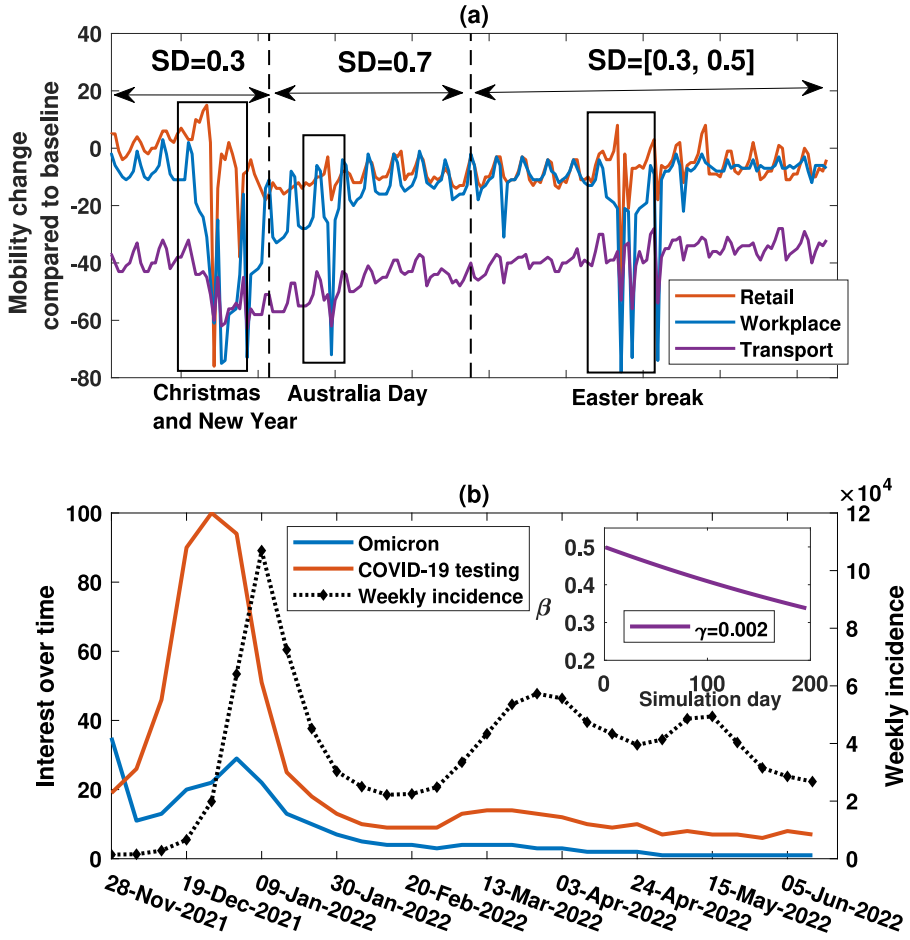 (a)
SD=0.3
SD=0.7
SD=[0.3, 0.5]
Mobility change
compared to baseline
40
20
0
-20
-40
-60
-80
Retail
Workplace
Transport
Christmas
and New Year
Australia Day
Easter break
(b)
×10⁴
Interest over time
100
80
60
40
20
0
Omicron
COVID-19 testing
Weekly incidence
β
0.5
0.4
0.3
0.2
γ=0.002
0
100
200
Simulation day
12
10
8
6
4
2
0
Weekly incidence
28-Nov-2021
19-Dec-2021
09-Jan-2022
30-Jan-2022
20-Feb-2022
13-Mar-2022
03-Apr-2022
24-Apr-2022
15-May-2022
05-Jun-2022